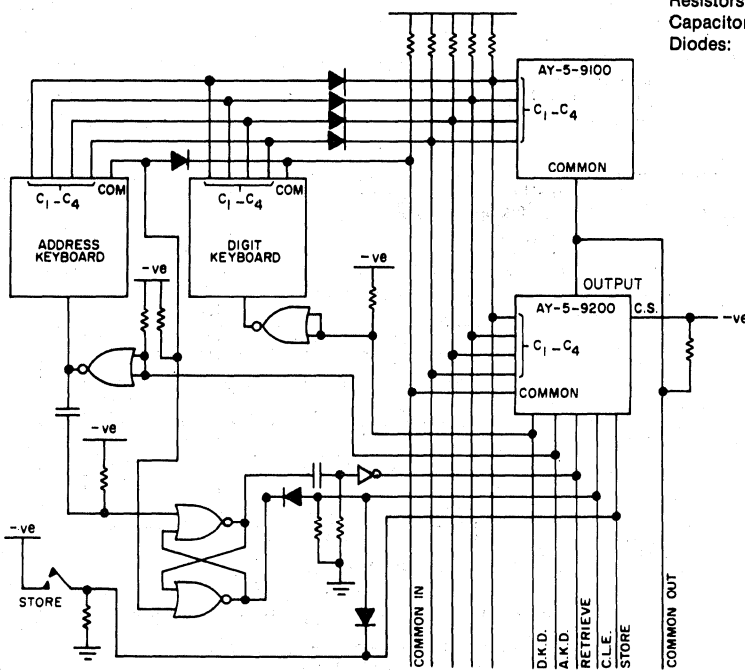 Resistors
Capacitor
Diodes:
AY-5-9100
C1-C4
COMMON
C1-C4
COM
ADDRESS
KEYBOARD
C1-C4
COM
DIGIT
KEYBOARD
-ve
-ve
OUTPUT
AY-5-9200
C.S.
-ve
C1-C4
COMMON
-ve
-ve
STORE
COMMON IN
D.K.D.
A.K.D.
RETRIEVE
C.L.E.
STORE
COMMON OUT